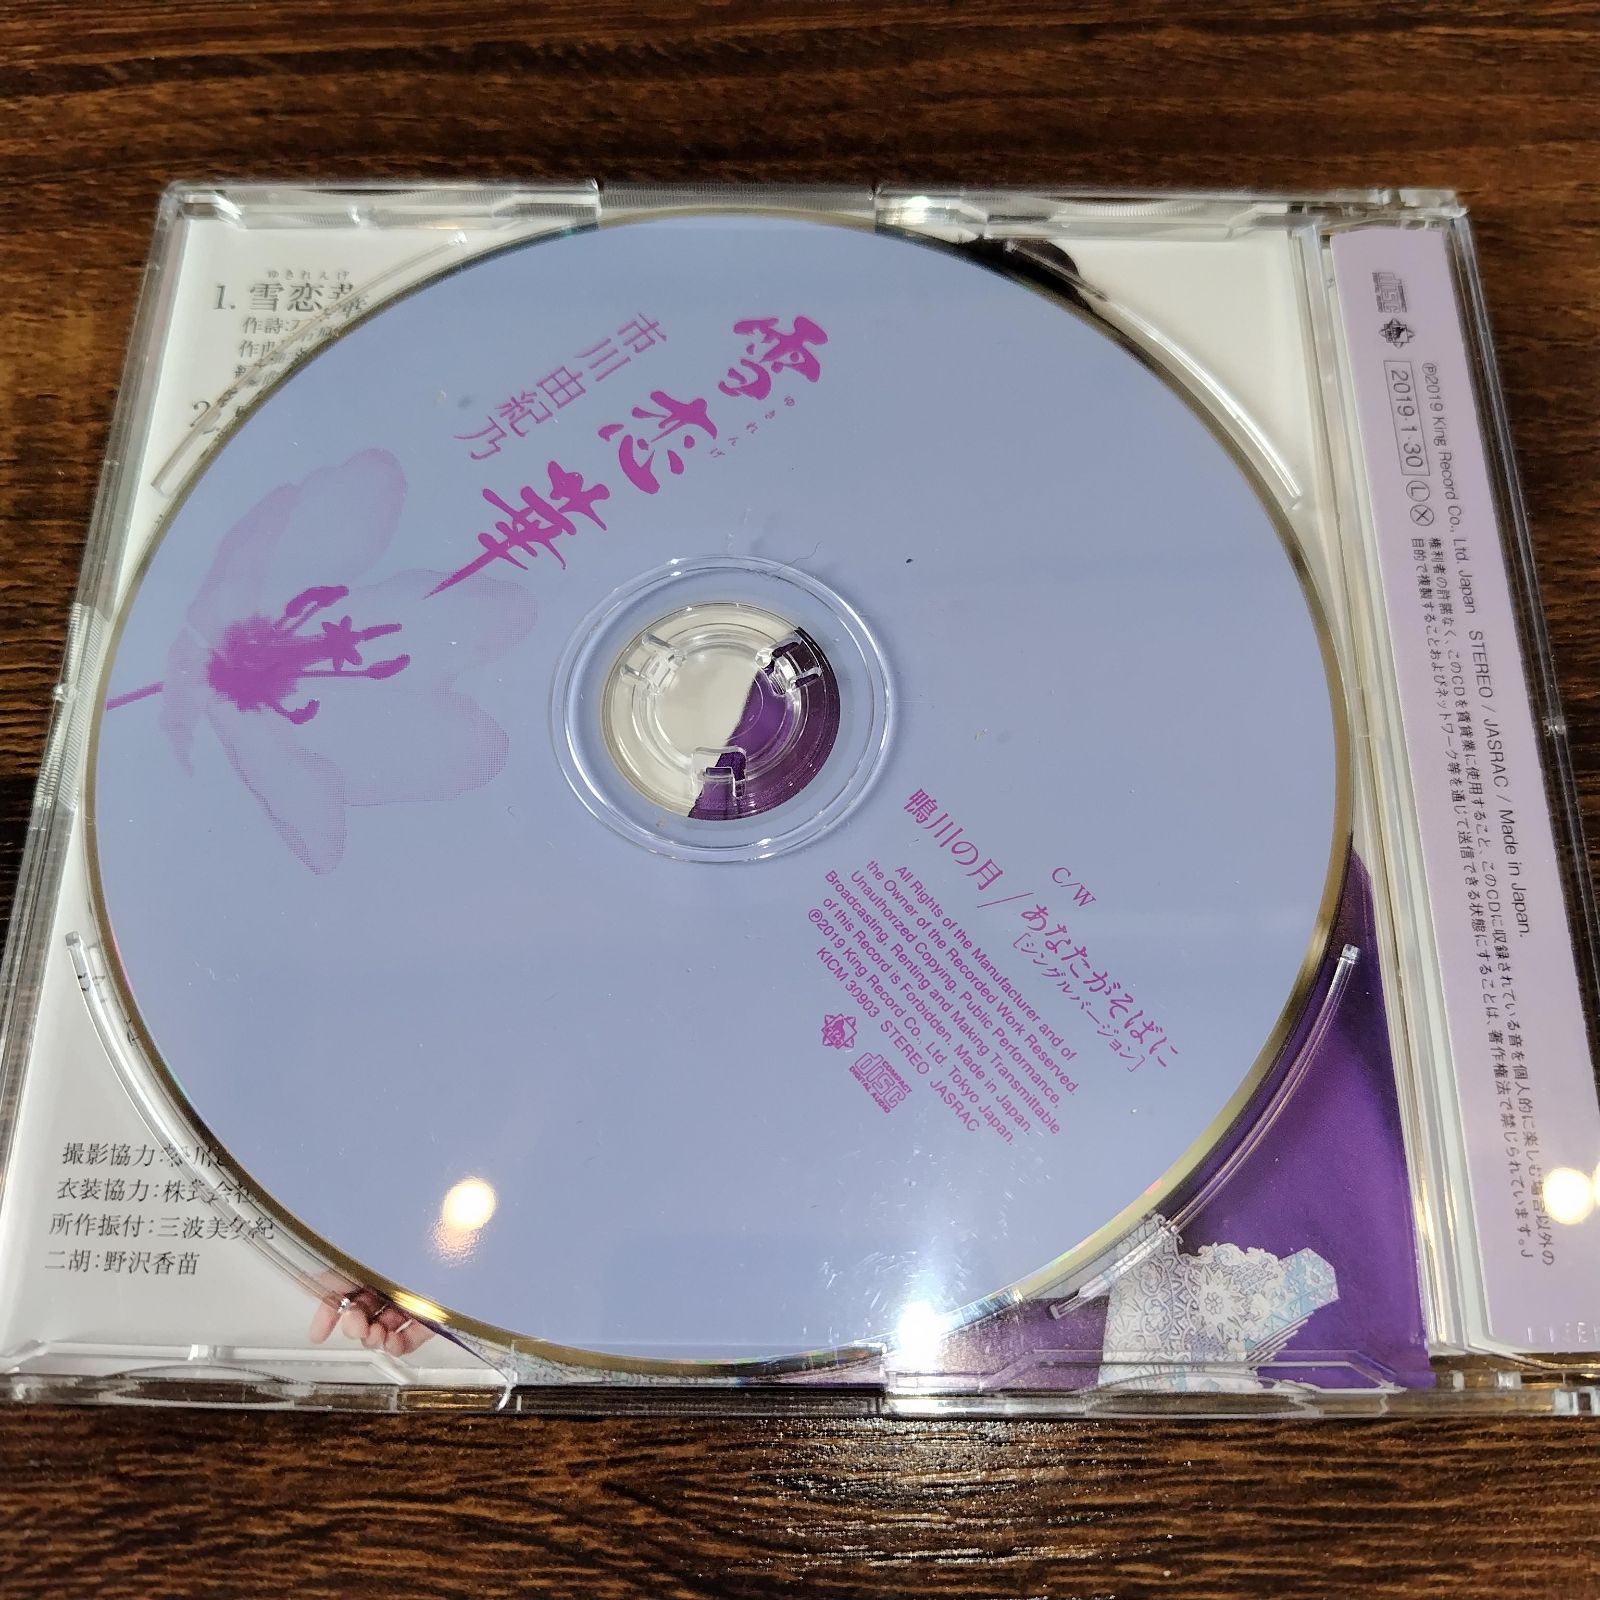 ゆきれんげ
1. 雪恋華
作詩:
2.
撮影協力:
衣装協力:株式会社
所作振付:三波美夕紀
二胡:野沢香苗
雪恋華
ゆきれんげ
市川由紀乃
C/W
鴨川の月/あなたがそばに
[シングルバージョン]
All Rights of the Manufacturer and of
the Owner of the Recorded Work Reserved.
Unauthorized Copying, Public Performance,
Broadcasting, Renting and Making Transmittable
of this Record is Forbidden. Made in Japan.
℗2019 King Record Co., Ltd. Tokyo Japan.
KICM 30903 STEREO JASRAC
COMPACT
disc
DIGITAL AUDIO
disc
℗2019 King Record Co., Ltd. Japan STEREO / JASRAC / Made in Japan.
2019・1・30 Ⓛ Ⓧ
権利者の許諾なく、このCDを賃貸業に使用すること、このCDに収録されている音を個人的に楽しむ場合以外の
目的で複製することおよびネットワーク等を通じて送信できる状態にすることは、著作権法で禁じられています。J